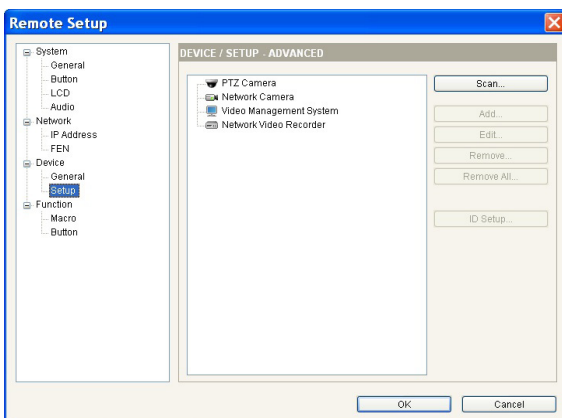 Remote Setup
System
General
Button
LCD
Audio
Network
IP Address
FEN
Device
General
Setup
Function
Macro
Button
DEVICE / SETUP - ADVANCED
PTZ Camera
Network Camera
Video Management System
Network Video Recorder
Scan...
Add...
Edit...
Remove...
Remove All...
ID Setup...
OK
Cancel